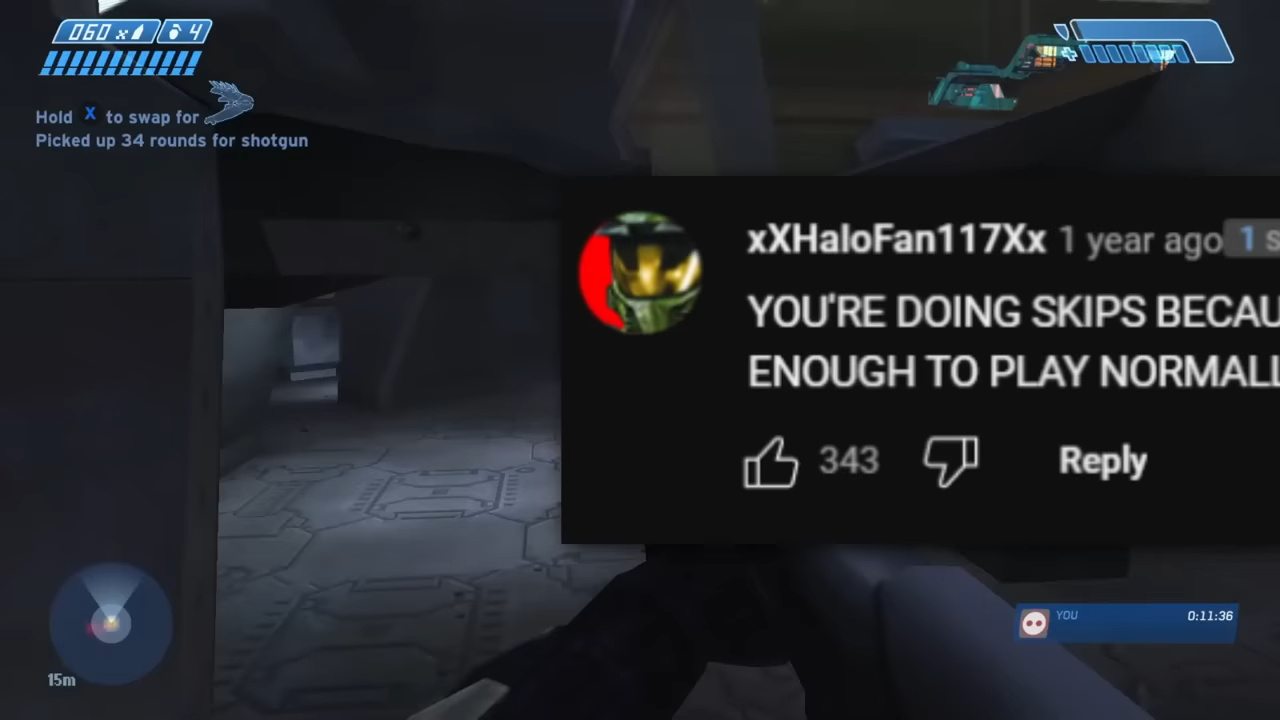 060 x 4
Hold X to swap for
Picked up 34 rounds for shotgun
xXHaloFan117Xx 1 year ago 1 s
YOU'RE DOING SKIPS BECAU
ENOUGH TO PLAY NORMALL
343 Reply
YOU 0:11:36
15m